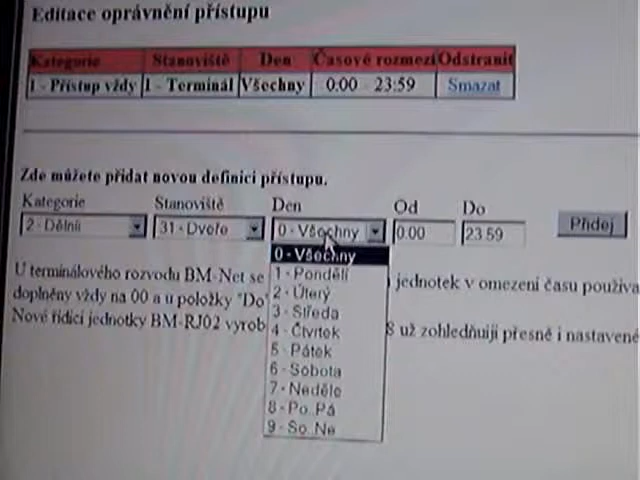 Editace oprávnění přístupu
Kategorie Stanoviště Den Časové rozmezí Odstranit
1 - Přístup vždy 1 - Terminál Všechny 0:00 23:59 Smazat
Zde můžete přidat novou definici přístupu.
Kategorie Stanoviště Den Od Do
2 - Dělníi 31 - Dveře 0 - Všechny 0:00 23:59 Přidej
0 - Všechny
1 - Pondělí
2 - Úterý
3 - Středa
4 - Čtvrtek
5 - Pátek
6 - Sobota
7 - Neděle
8 - Po..Pá
9 - So..Ne
U terminálového rozvodu BM-Net se jednotek v omezení času používa
doplněny vždy na 00 a u položky "Do"
Nové řídicí jednotky BM-RJ02 vyrob 8 už zohledňují přesně i nastavené